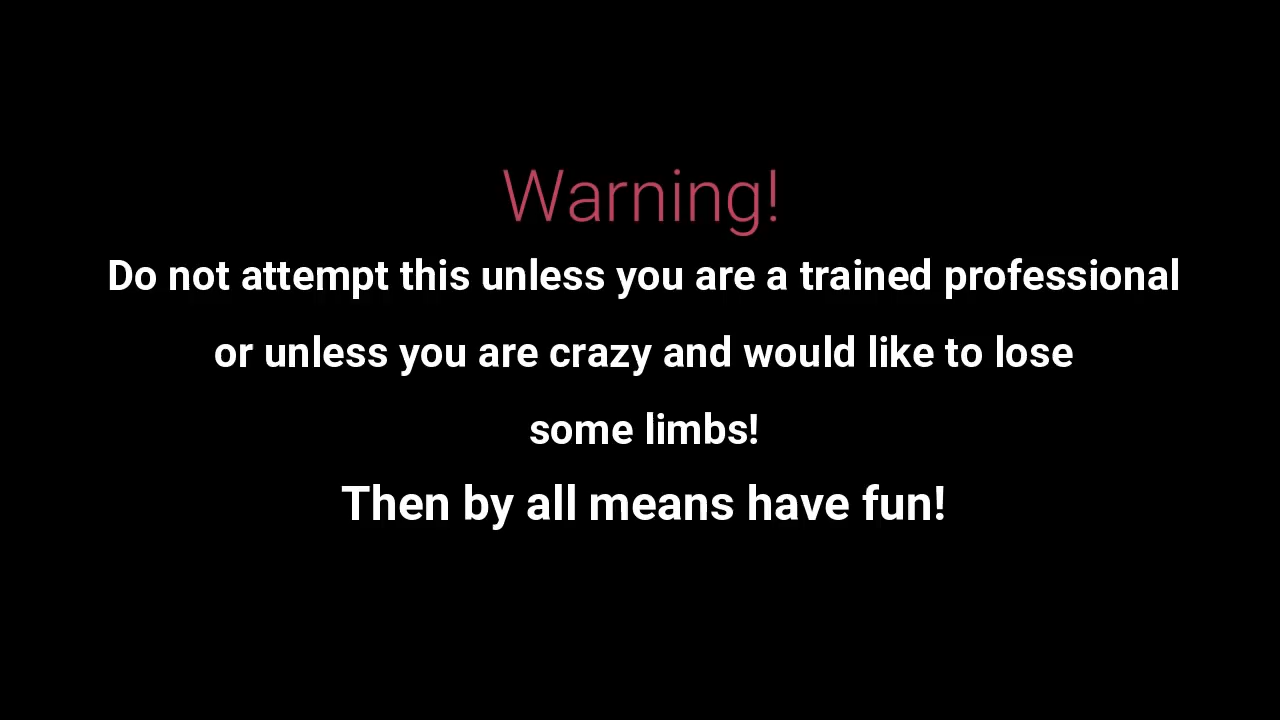 Warning!
Do not attempt this unless you are a trained professional
or unless you are crazy and would like to lose
some limbs!
Then by all means have fun!